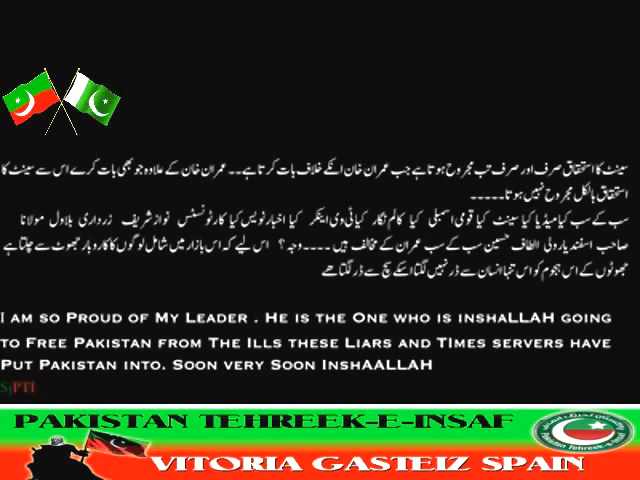 سینٹ کا استحقاق صرف اور صرف تب مجروح ہوتا ہے جب عمران خان انکے خلاف بات کرتا ہے۔۔عمران خان کے علاوہ جو بھی بات کرے اس سے سینٹ کا
استحقاق بالکل مجروح نہیں ہوتا۔۔۔۔۔
سب کے سب کیا میڈیا کیا سینٹ کیا قومی اسمبلی کیا کالم نگار کیا ٹی وی اینکر کیا اخبار نویس کیا کارٹونسٹس نواز شریف زرداری بلاول مولانا
صاحب اسفند یار ولی الطاف حسین سب کے سب عمران کے مخالف ہیں ۔۔۔۔وجہ؟ اس لیے کہ اس بازار میں شامل لوگوں کا کاروبار جھوٹ سے چلتا ہے
جھوٹوں کے اس ہجوم کو اس تنہا انسان سے ڈر نہیں لگتا اسکے سچ سے ڈر لگتا ھے
I am so Proud of My Leader . He is the One who is inshaLLAH going
to Free Pakistan from The Ills these Liars and TImes servers have
Put Pakistan into. Soon very Soon InshAALLAH
SjPTI
PAKISTAN TEHREEK-E-INSAF
Pakistan Tehreek-e-Insaf
VITORIA GASTEIZ SPAIN